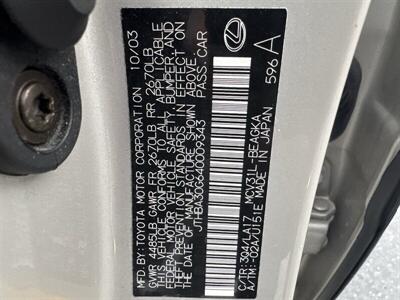 MFD.BY: TOYOTA MOTOR CORPORATION 10/03
GVWR 4485LB GAWR FR 2670LB RR 2670LB
THIS VEHICLE CONFORMS TO ALL APPLICABLE
FEDERAL MOTOR VEHICLE SAFETY, BUMPER, AND
THEFT PREVENTION STANDARDS IN EFFECT ON
THE DATE OF MANUFACTURE SHOWN ABOVE.
JTHBA30G640009343 PASS.CAR
C/TR: 3Q4/LA17 MCV31L-BEAGKA
A/TM: -02A/U151E MADE IN JAPAN
596 A